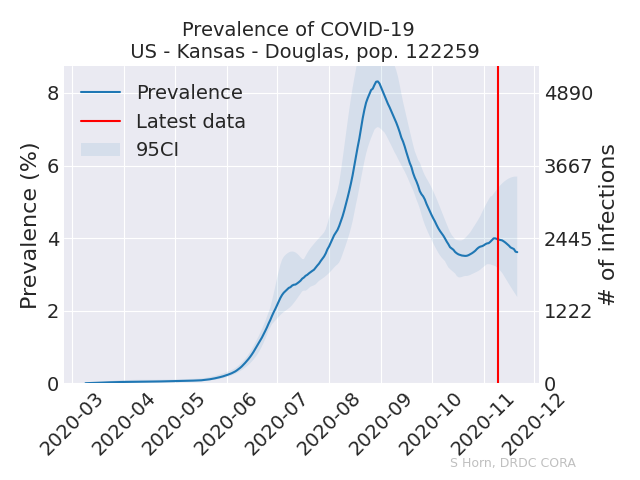 Prevalence of COVID-19
US - Kansas - Douglas, pop. 122259
Prevalence
Latest data
95CI
Prevalence (%)
8
6
4
2
0
4890
3667
2445
1222
0
# of infections
2020-03
2020-04
2020-05
2020-06
2020-07
2020-08
2020-09
2020-10
2020-11
2020-12
S Horn, DRDC CORA